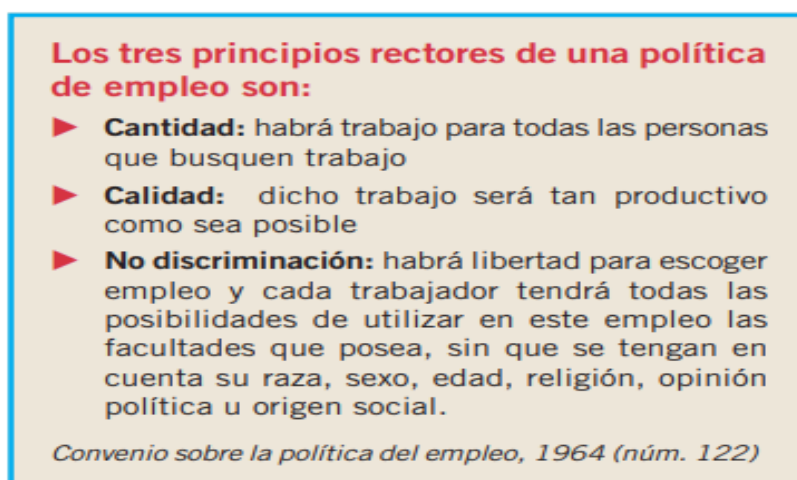 Los tres principios rectores de una política
de empleo son:
► Cantidad: habrá trabajo para todas las personas
que busquen trabajo
► Calidad: dicho trabajo será tan productivo
como sea posible
► No discriminación: habrá libertad para escoger
empleo y cada trabajador tendrá todas las
posibilidades de utilizar en este empleo las
facultades que posea, sin que se tengan en
cuenta su raza, sexo, edad, religión, opinión
política u origen social.
Convenio sobre la política del empleo, 1964 (núm. 122)